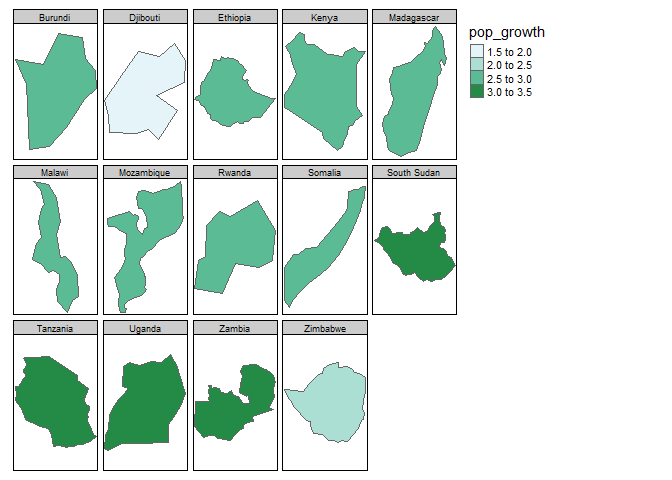 Burundi
Djibouti
Ethiopia
Kenya
Madagascar
pop_growth
1.5 to 2.0
2.0 to 2.5
2.5 to 3.0
3.0 to 3.5
Malawi
Mozambique
Rwanda
Somalia
South Sudan
Tanzania
Uganda
Zambia
Zimbabwe